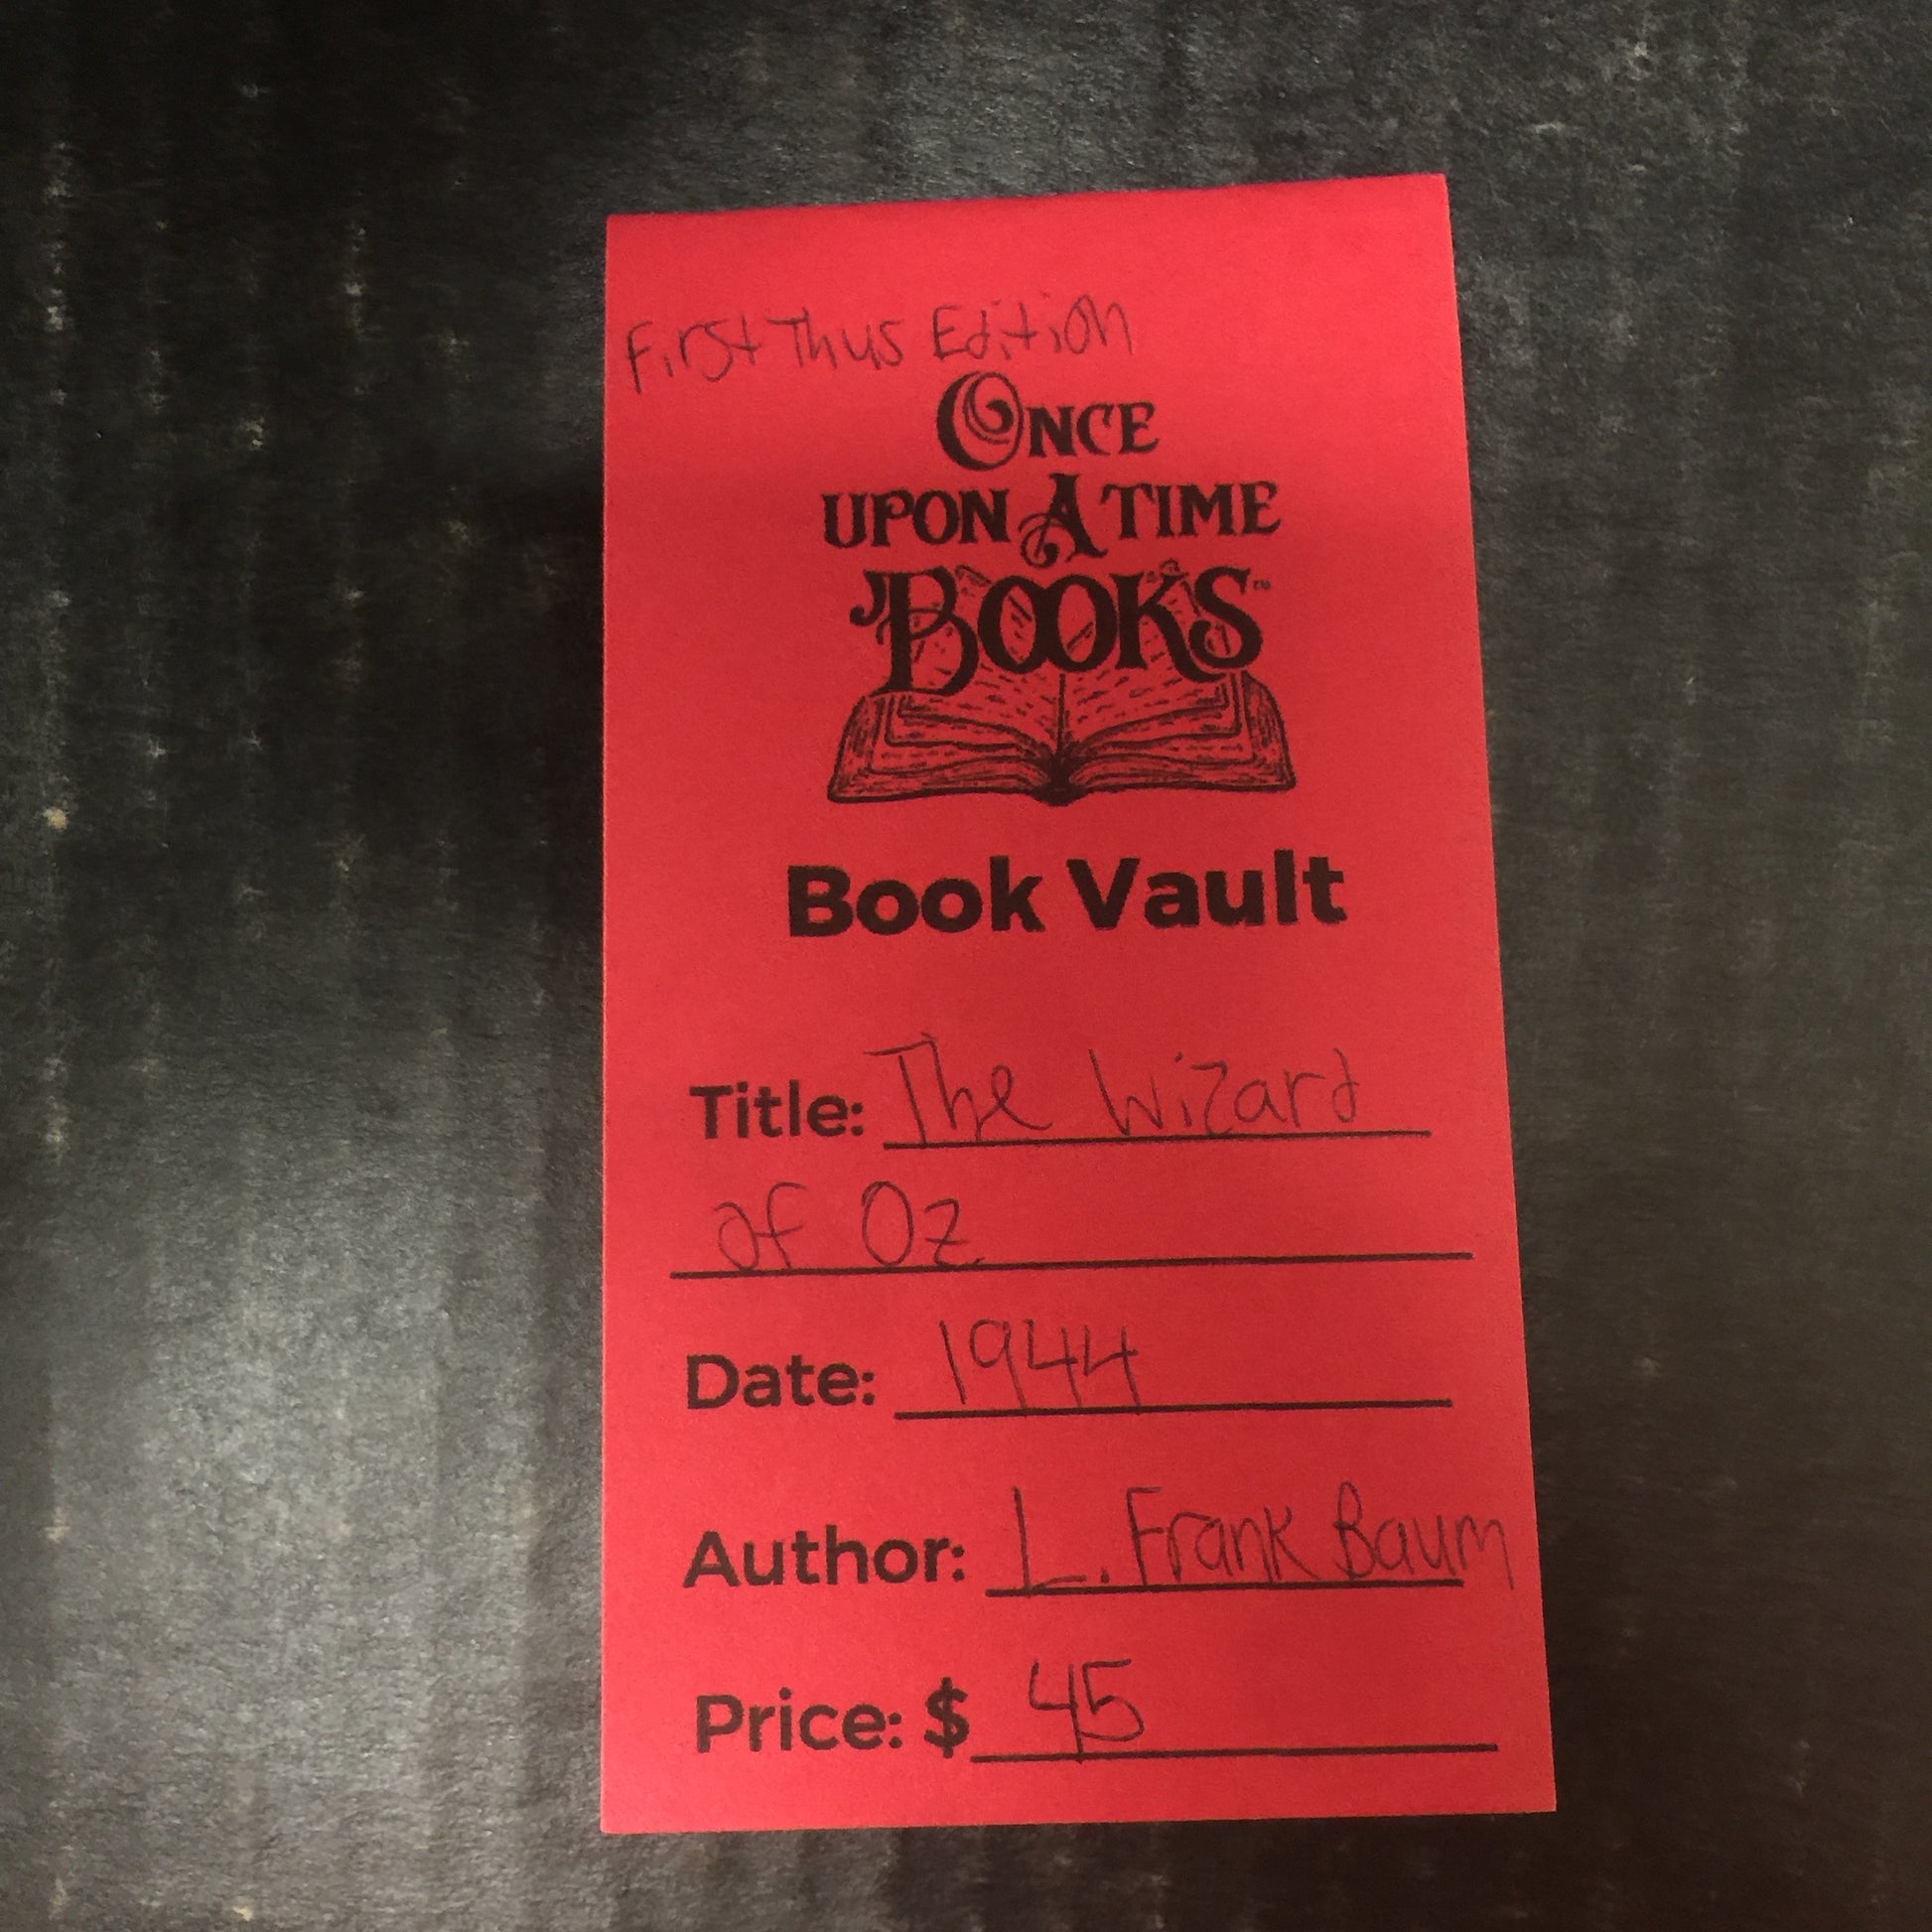 First Thus Edition
ONCE
UPON A TIME
BOOKS™
Book Vault
Title: The Wizard
of Oz
Date: 1944
Author: L. Frank Baum
Price: $ 45